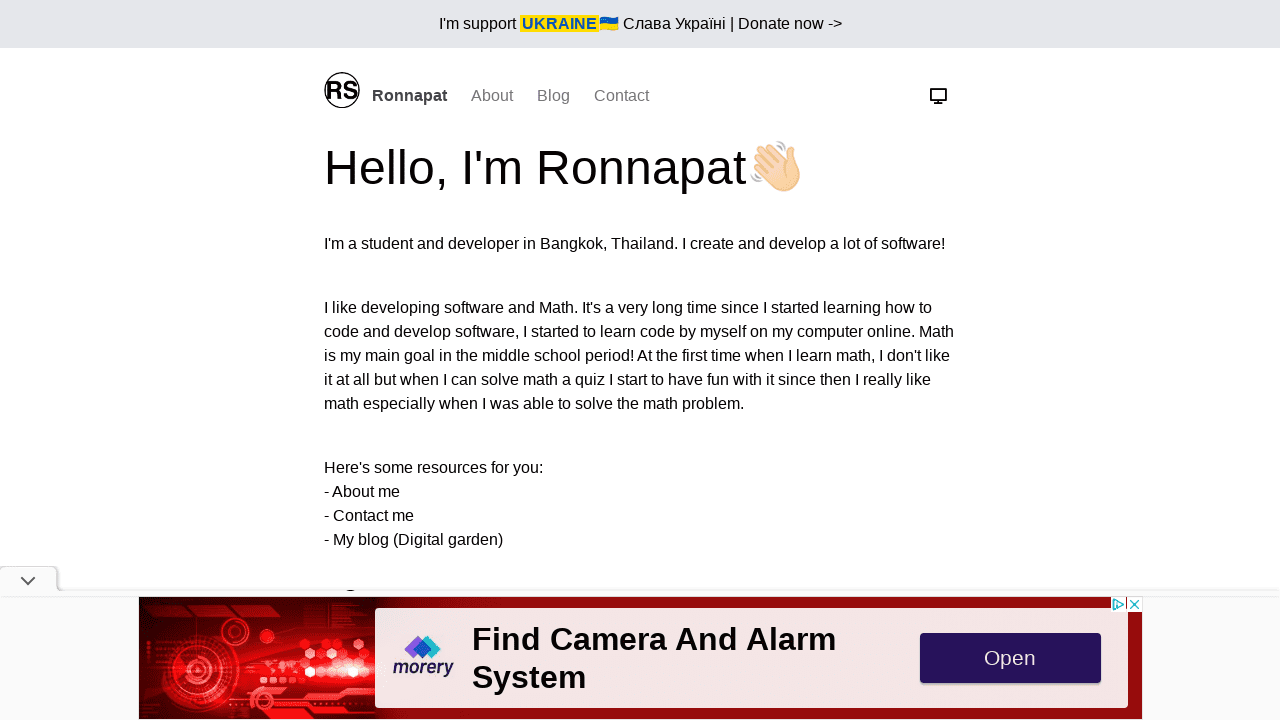 I'm support UKRAINE🇺🇦 Слава Україні | Donate now ->
RS Ronnapat About Blog Contact
Hello, I'm Ronnapat👋🏻
I'm a student and developer in Bangkok, Thailand. I create and develop a lot of software!
I like developing software and Math. It's a very long time since I started learning how to
code and develop software, I started to learn code by myself on my computer online. Math
is my main goal in the middle school period! At the first time when I learn math, I don't like
it at all but when I can solve math a quiz I start to have fun with it since then I really like
math especially when I was able to solve the math problem.
Here's some resources for you:
- About me
- Contact me
- My blog (Digital garden)
morery
Find Camera And Alarm
System
Open